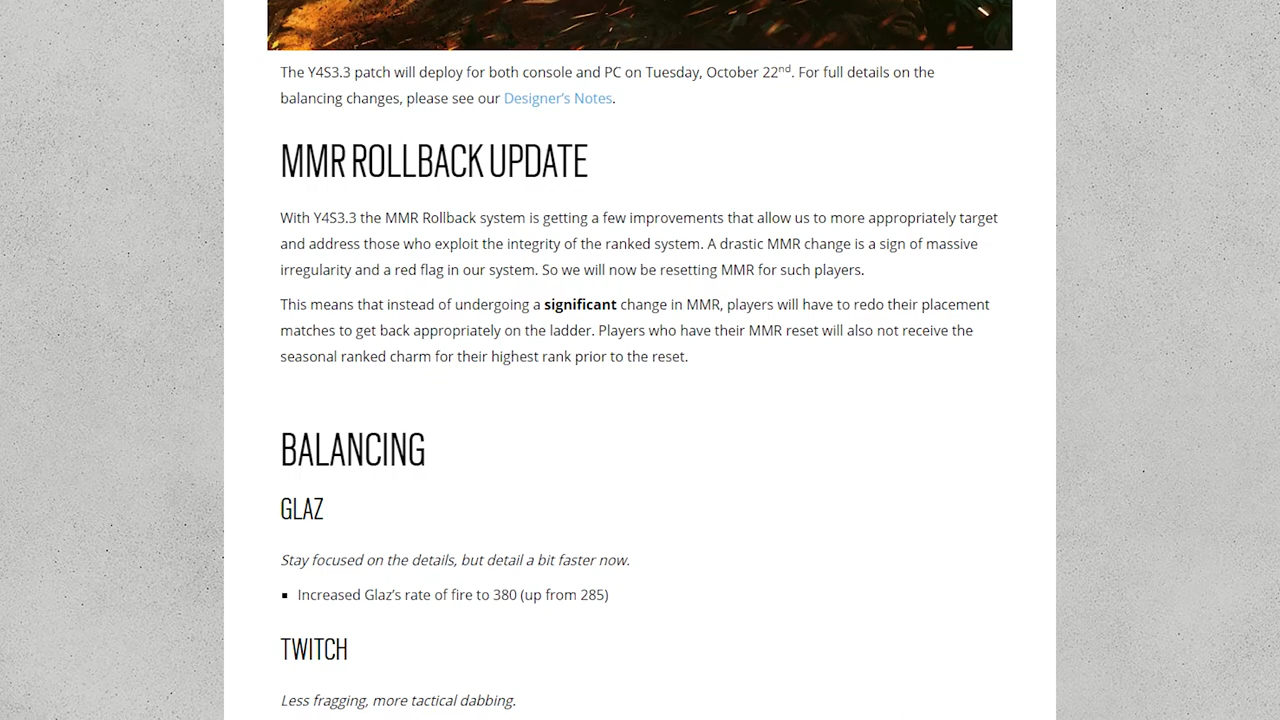 The Y4S3.3 patch will deploy for both console and PC on Tuesday, October 22nd. For full details on the
balancing changes, please see our Designer's Notes.
MMR ROLLBACK UPDATE
With Y4S3.3 the MMR Rollback system is getting a few improvements that allow us to more appropriately target
and address those who exploit the integrity of the ranked system. A drastic MMR change is a sign of massive
irregularity and a red flag in our system. So we will now be resetting MMR for such players.
This means that instead of undergoing a significant change in MMR, players will have to redo their placement
matches to get back appropriately on the ladder. Players who have their MMR reset will also not receive the
seasonal ranked charm for their highest rank prior to the reset.
BALANCING
GLAZ
Stay focused on the details, but detail a bit faster now.
▪ Increased Glaz's rate of fire to 380 (up from 285)
TWITCH
Less fragging, more tactical dabbing.